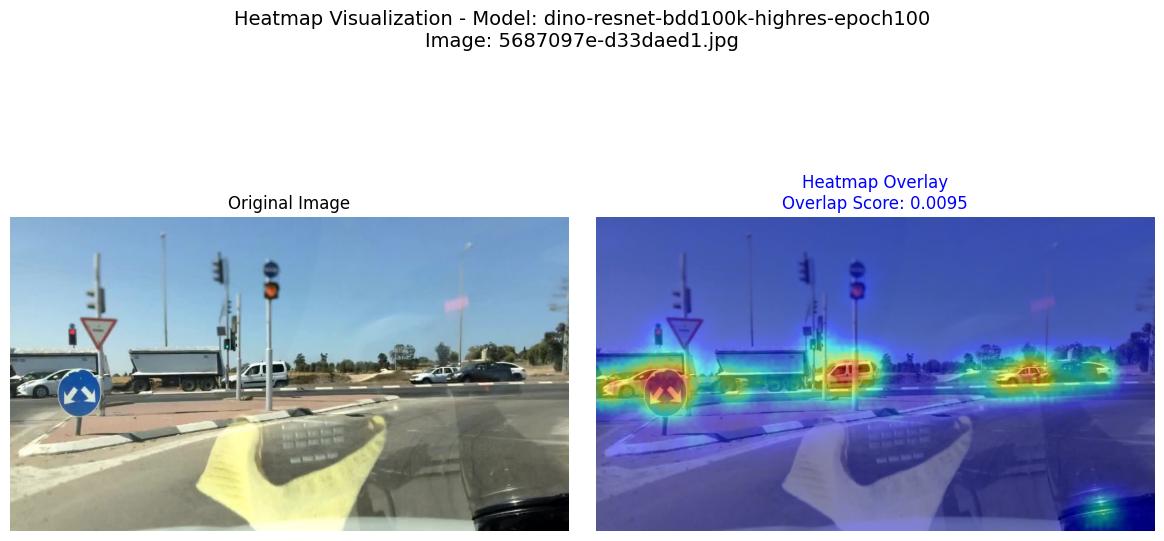 Heatmap Visualization - Model: dino-resnet-bdd100k-highres-epoch100
Image: 5687097e-d33daed1.jpg
Original Image
Heatmap Overlay
Overlap Score: 0.0095